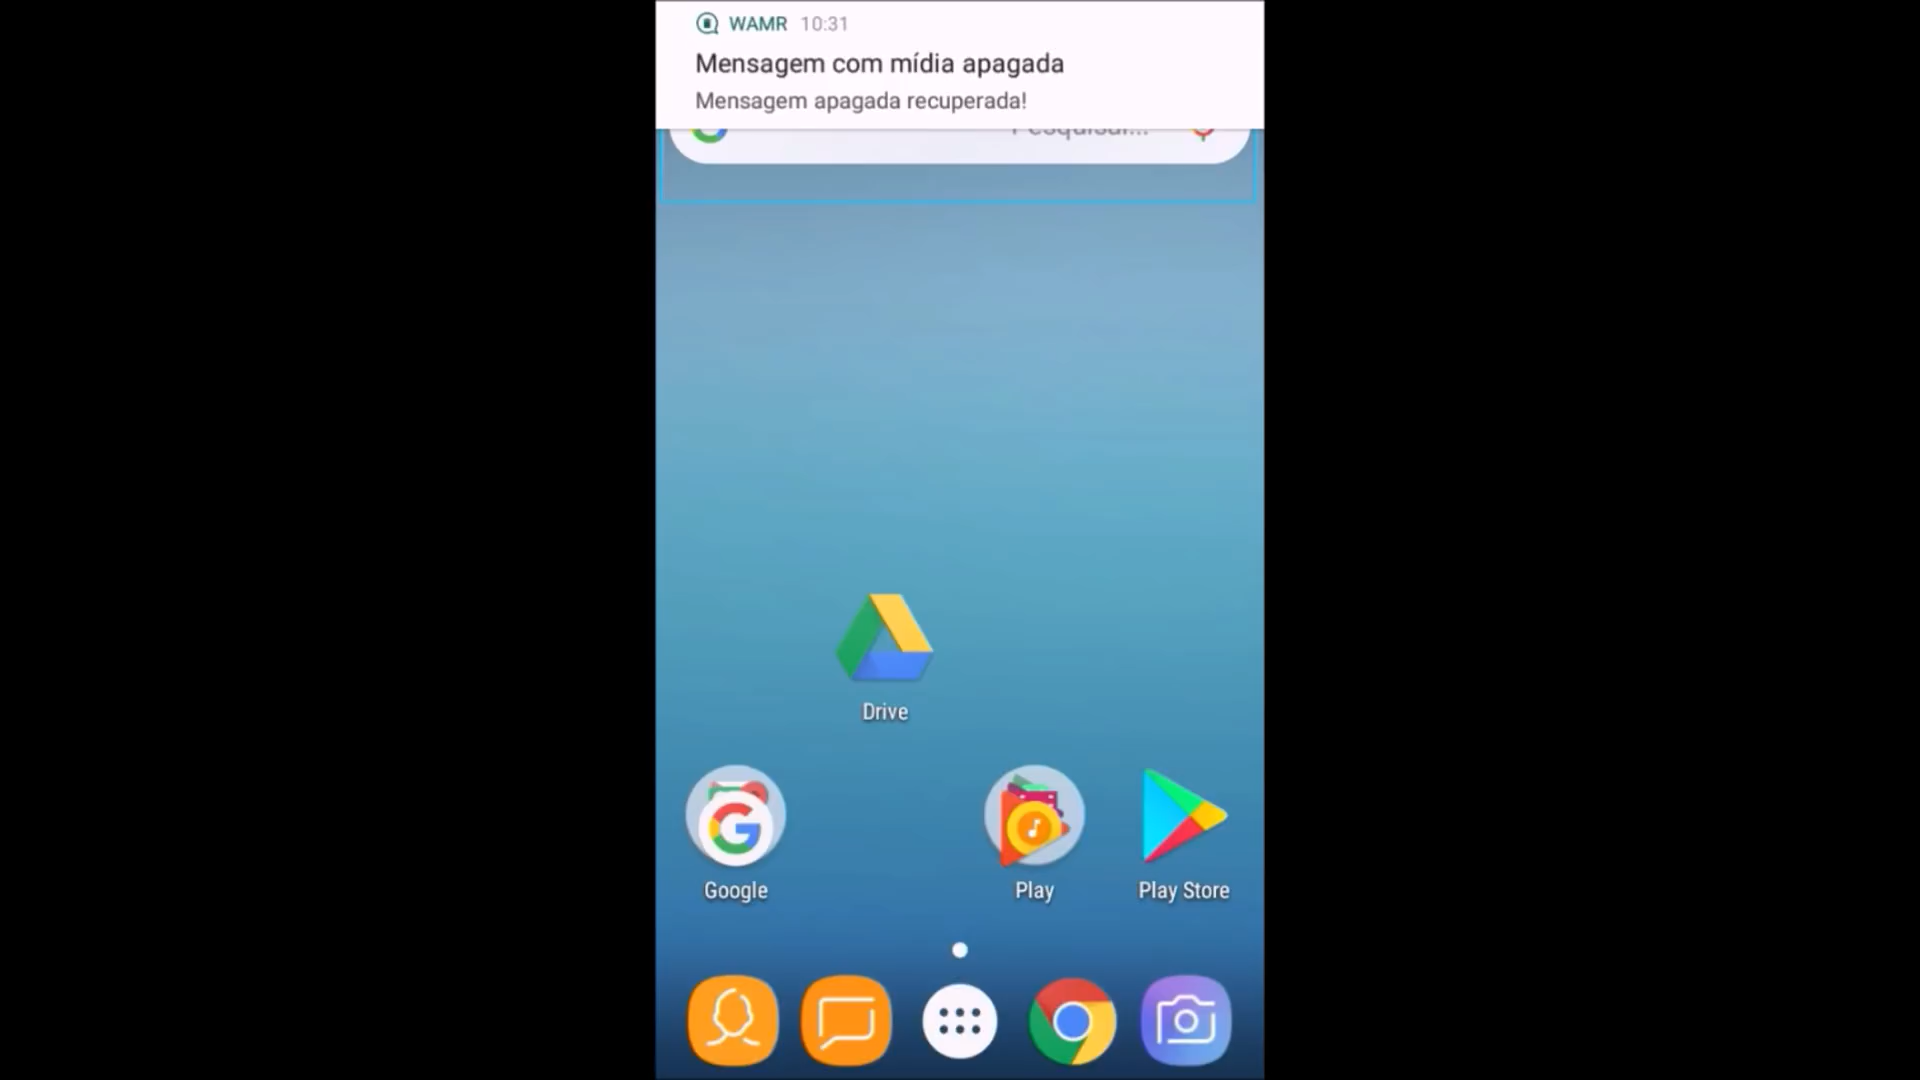 WAMR 10:31
Mensagem com mídia apagada
Mensagem apagada recuperada!
Drive
Google
Play
Play Store